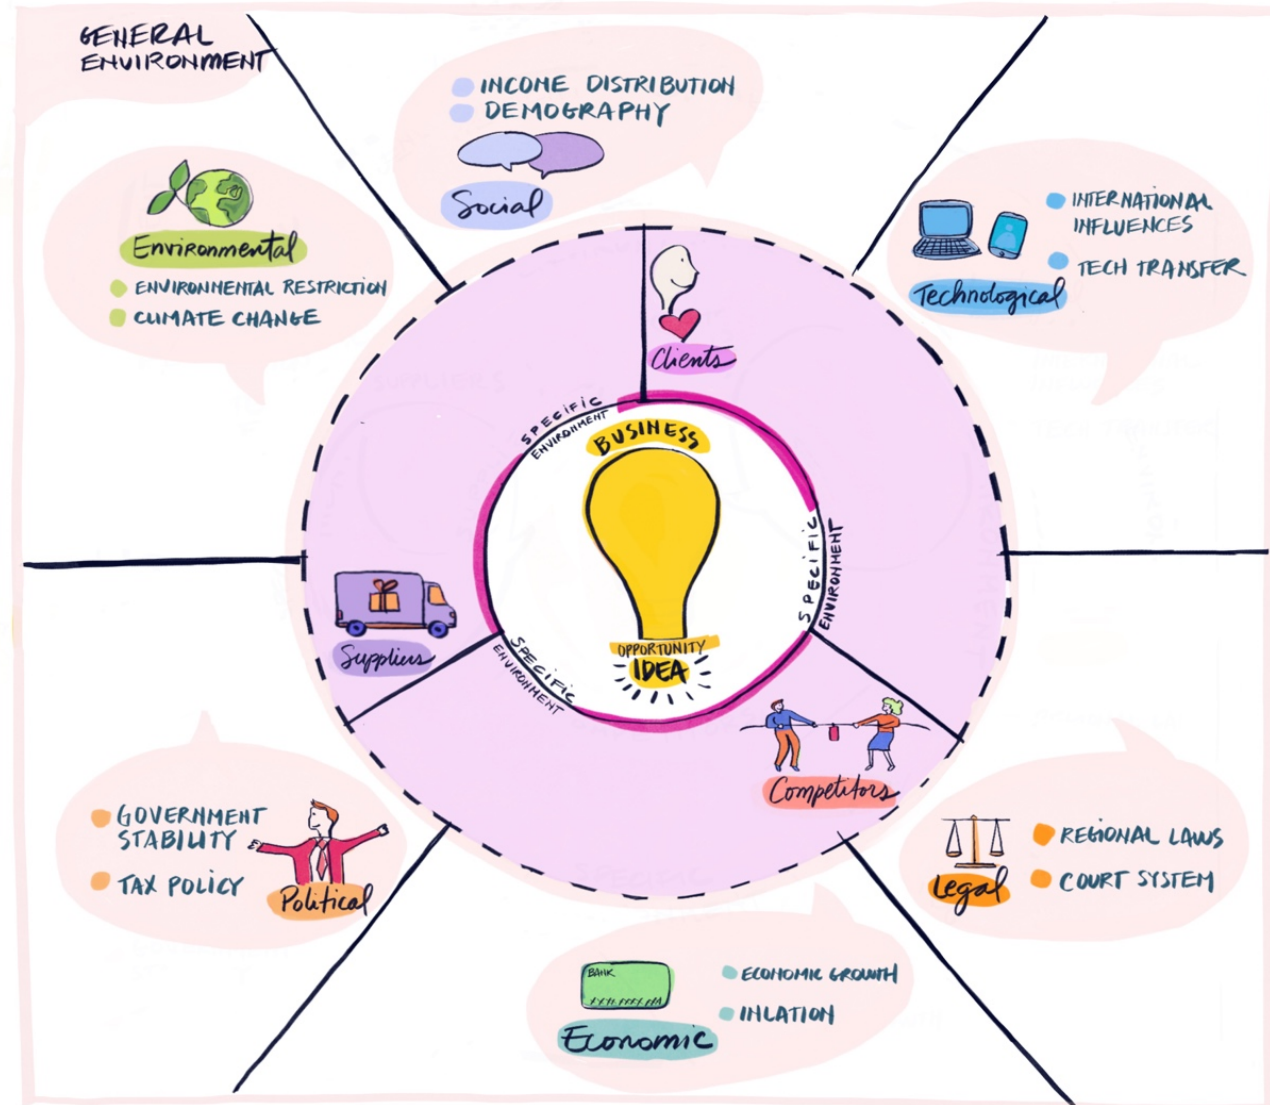 GENERAL
ENVIRONMENT
INCOME DISTRIBUTION
DEMOGRAPHY
Social
Environmental
ENVIRONMENTAL RESTRICTION
CLIMATE CHANGE
INTERNATIONAL
INFLUENCES
TECH TRANSFER
Technological
Clients
SPECIFIC
ENVIRONMENT
BUSINESS
OPPORTUNITY
IDEA
SPECIFIC
ENVIRONMENT
SPECIFIC
ENVIRONMENT
Suppliers
Competitors
GOVERNMENT
STABILITY
TAX POLICY
Political
BANK
Economic
ECONOMIC GROWTH
INLATION
Legal
REGIONAL LAWS
COURT SYSTEM